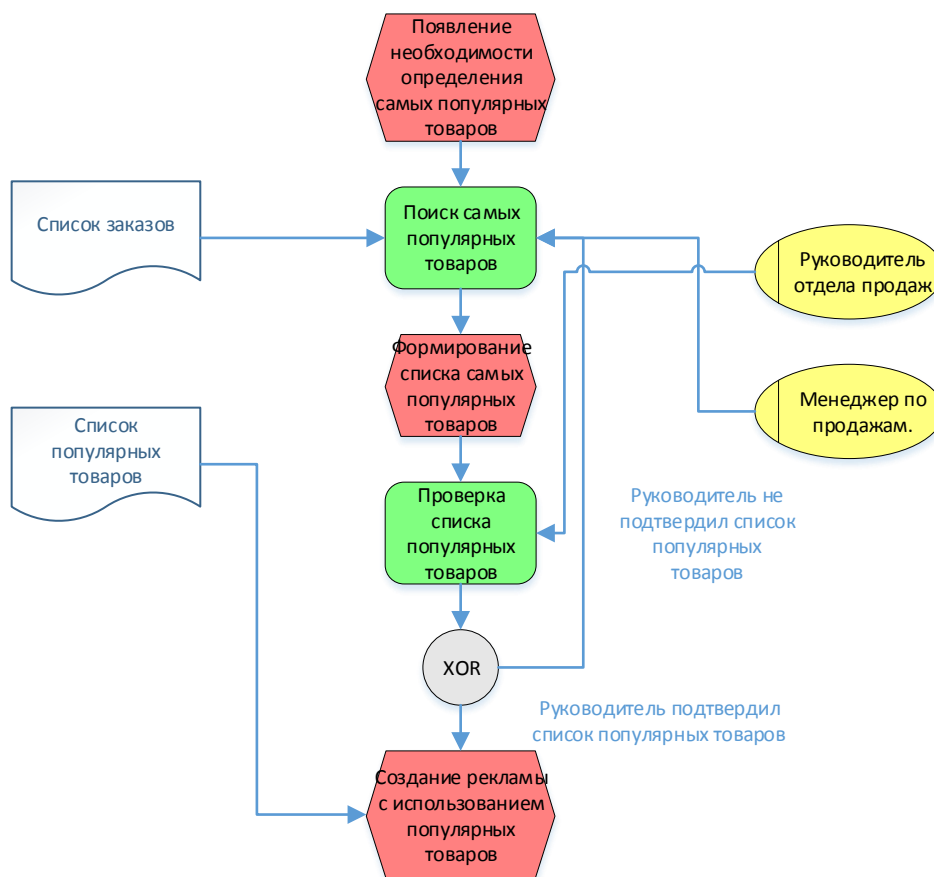 Появление
необходимости
определения
самых популярных
товаров
Список заказов
Поиск самых
популярных
товаров
Руководитель
отдела продаж
Формирование
списка самых
популярных
товаров
Менеджер по
продажам.
Список
популярных
товаров
Проверка
списка
популярных
товаров
Руководитель не
подтвердил список
популярных
товаров
XOR
Руководитель подтвердил
список популярных товаров
Создание рекламы
с использованием
популярных
товаров